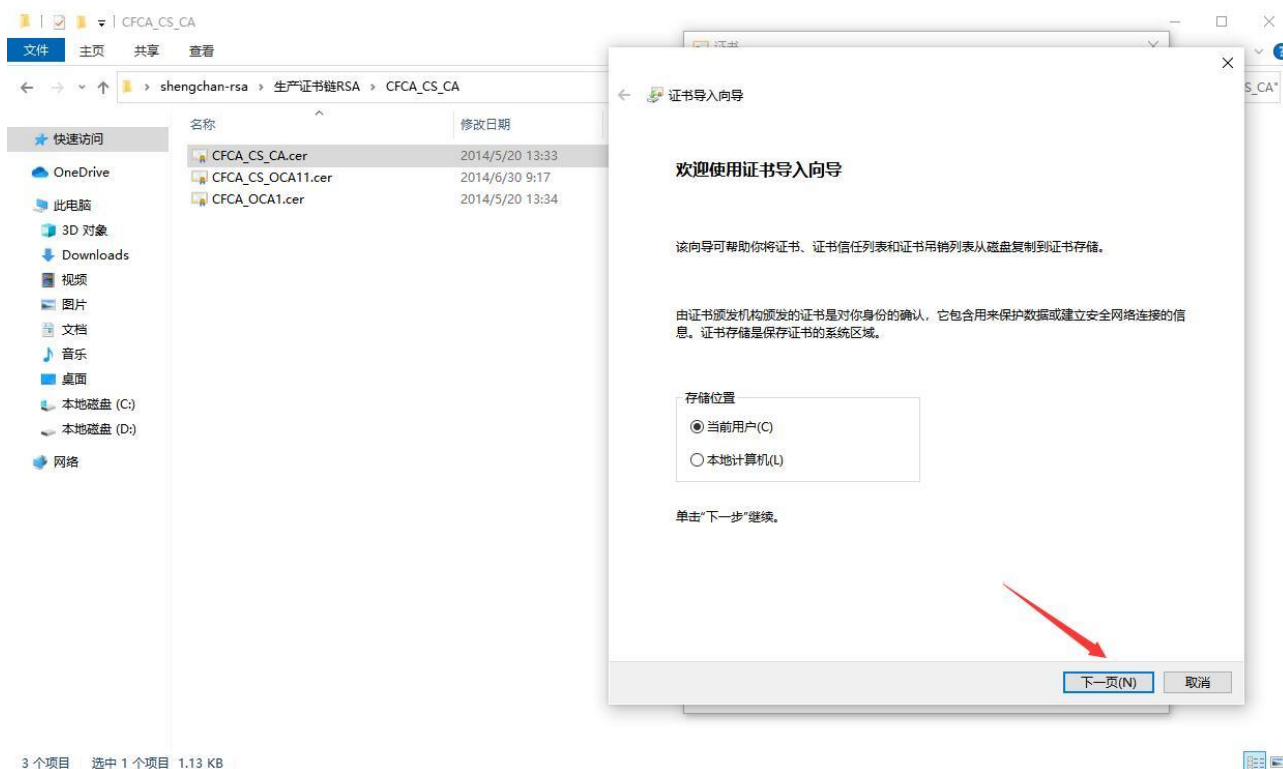 CFCA_CS_CA
文件 主页 共享 查看
shengchan-rsa > 生产证书链RSA > CFCA_CS_CA
S_CA"
名称 修改日期
快速访问
OneDrive
此电脑
3D 对象
Downloads
视频
图片
文档
音乐
桌面
本地磁盘 (C:)
本地磁盘 (D:)
网络
CFCA_CS_CA.cer 2014/5/20 13:33
CFCA_CS_OCA11.cer 2014/6/30 9:17
CFCA_OCA1.cer 2014/5/20 13:34
3 个项目 选中 1 个项目 1.13 KB
证书
证书导入向导
欢迎使用证书导入向导
该向导可帮助你将证书、证书信任列表和证书吊销列表从磁盘复制到证书存储。
由证书颁发机构颁发的证书是对你身份的确认，它包含用来保护数据或建立安全网络连接的信
息。证书存储是保存证书的系统区域。
存储位置
当前用户(C)
本地计算机(L)
单击"下一步"继续。
下一页(N) 取消